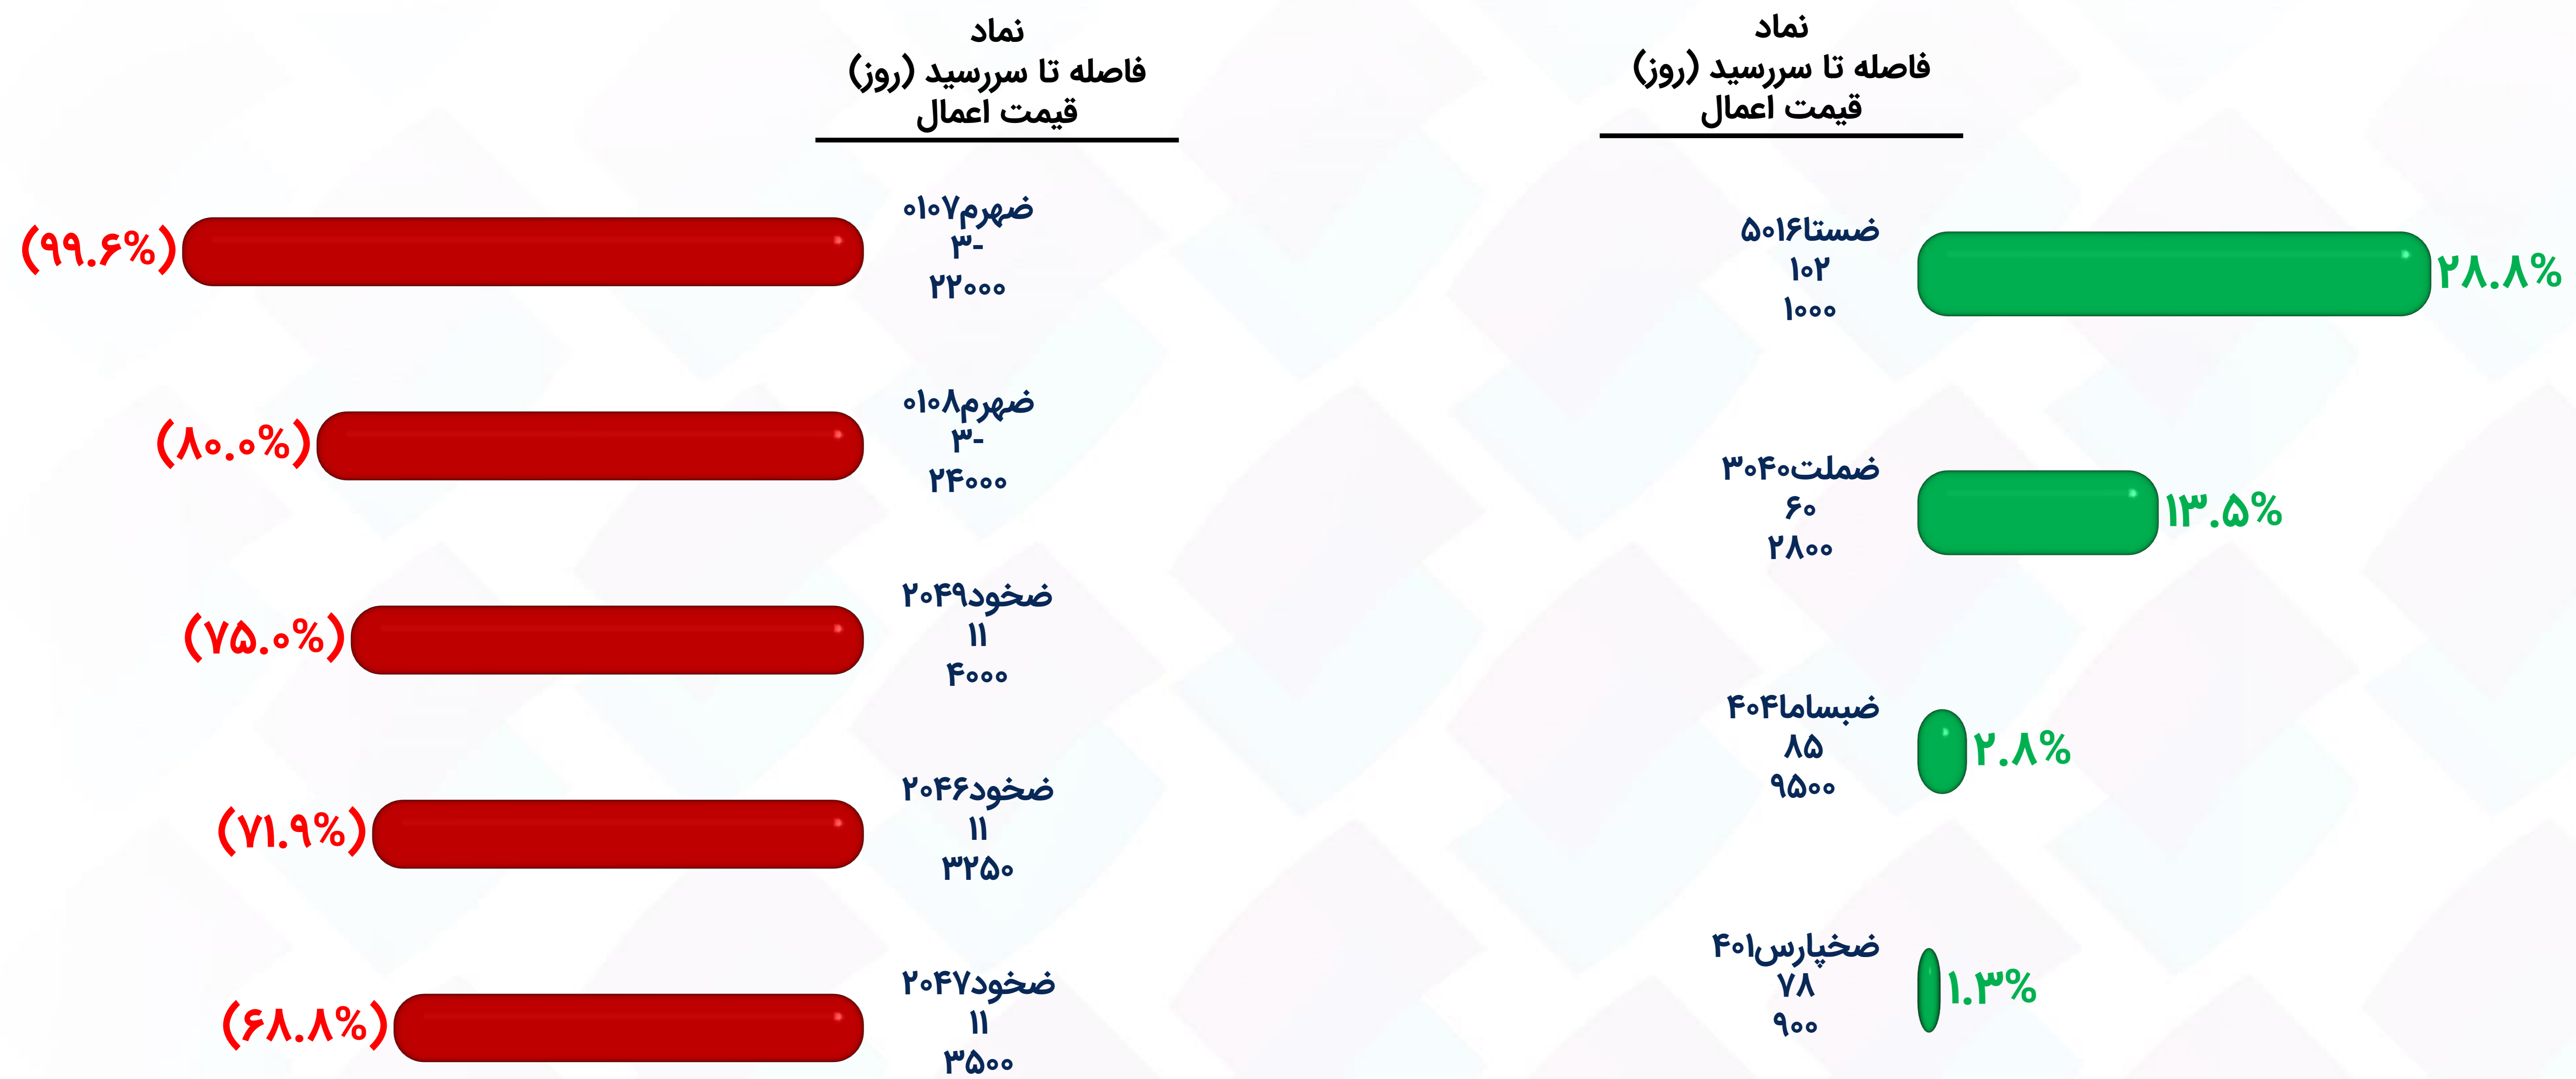 نماد
فاصله تا سررسید (روز)
قیمت اعمال
ضستا۵۰۱۶
۱۰۲
۱۰۰۰
۲۸.۸%
ضملت۳۰۴۰
۶۰
۲۸۰۰
۱۳.۵%
ضبساما۴۰۴
۸۵
۹۵۰۰
۲.۸%
ضخپارس۴۰۱
۷۸
۹۰۰
۱.۳%
نماد
فاصله تا سررسید (روز)
قیمت اعمال
ضهرم۰۱۰۷
۳-
۲۲۰۰۰
(۹۹.۶%)
ضهرم۰۱۰۸
۳-
۲۴۰۰۰
(۸۰.۰%)
ضخود۲۰۴۹
۱۱
۴۰۰۰
(۷۵.۰%)
ضخود۲۰۴۶
۱۱
۳۲۵۰
(۷۱.۹%)
ضخود۲۰۴۷
۱۱
۳۵۰۰
(۶۸.۸%)